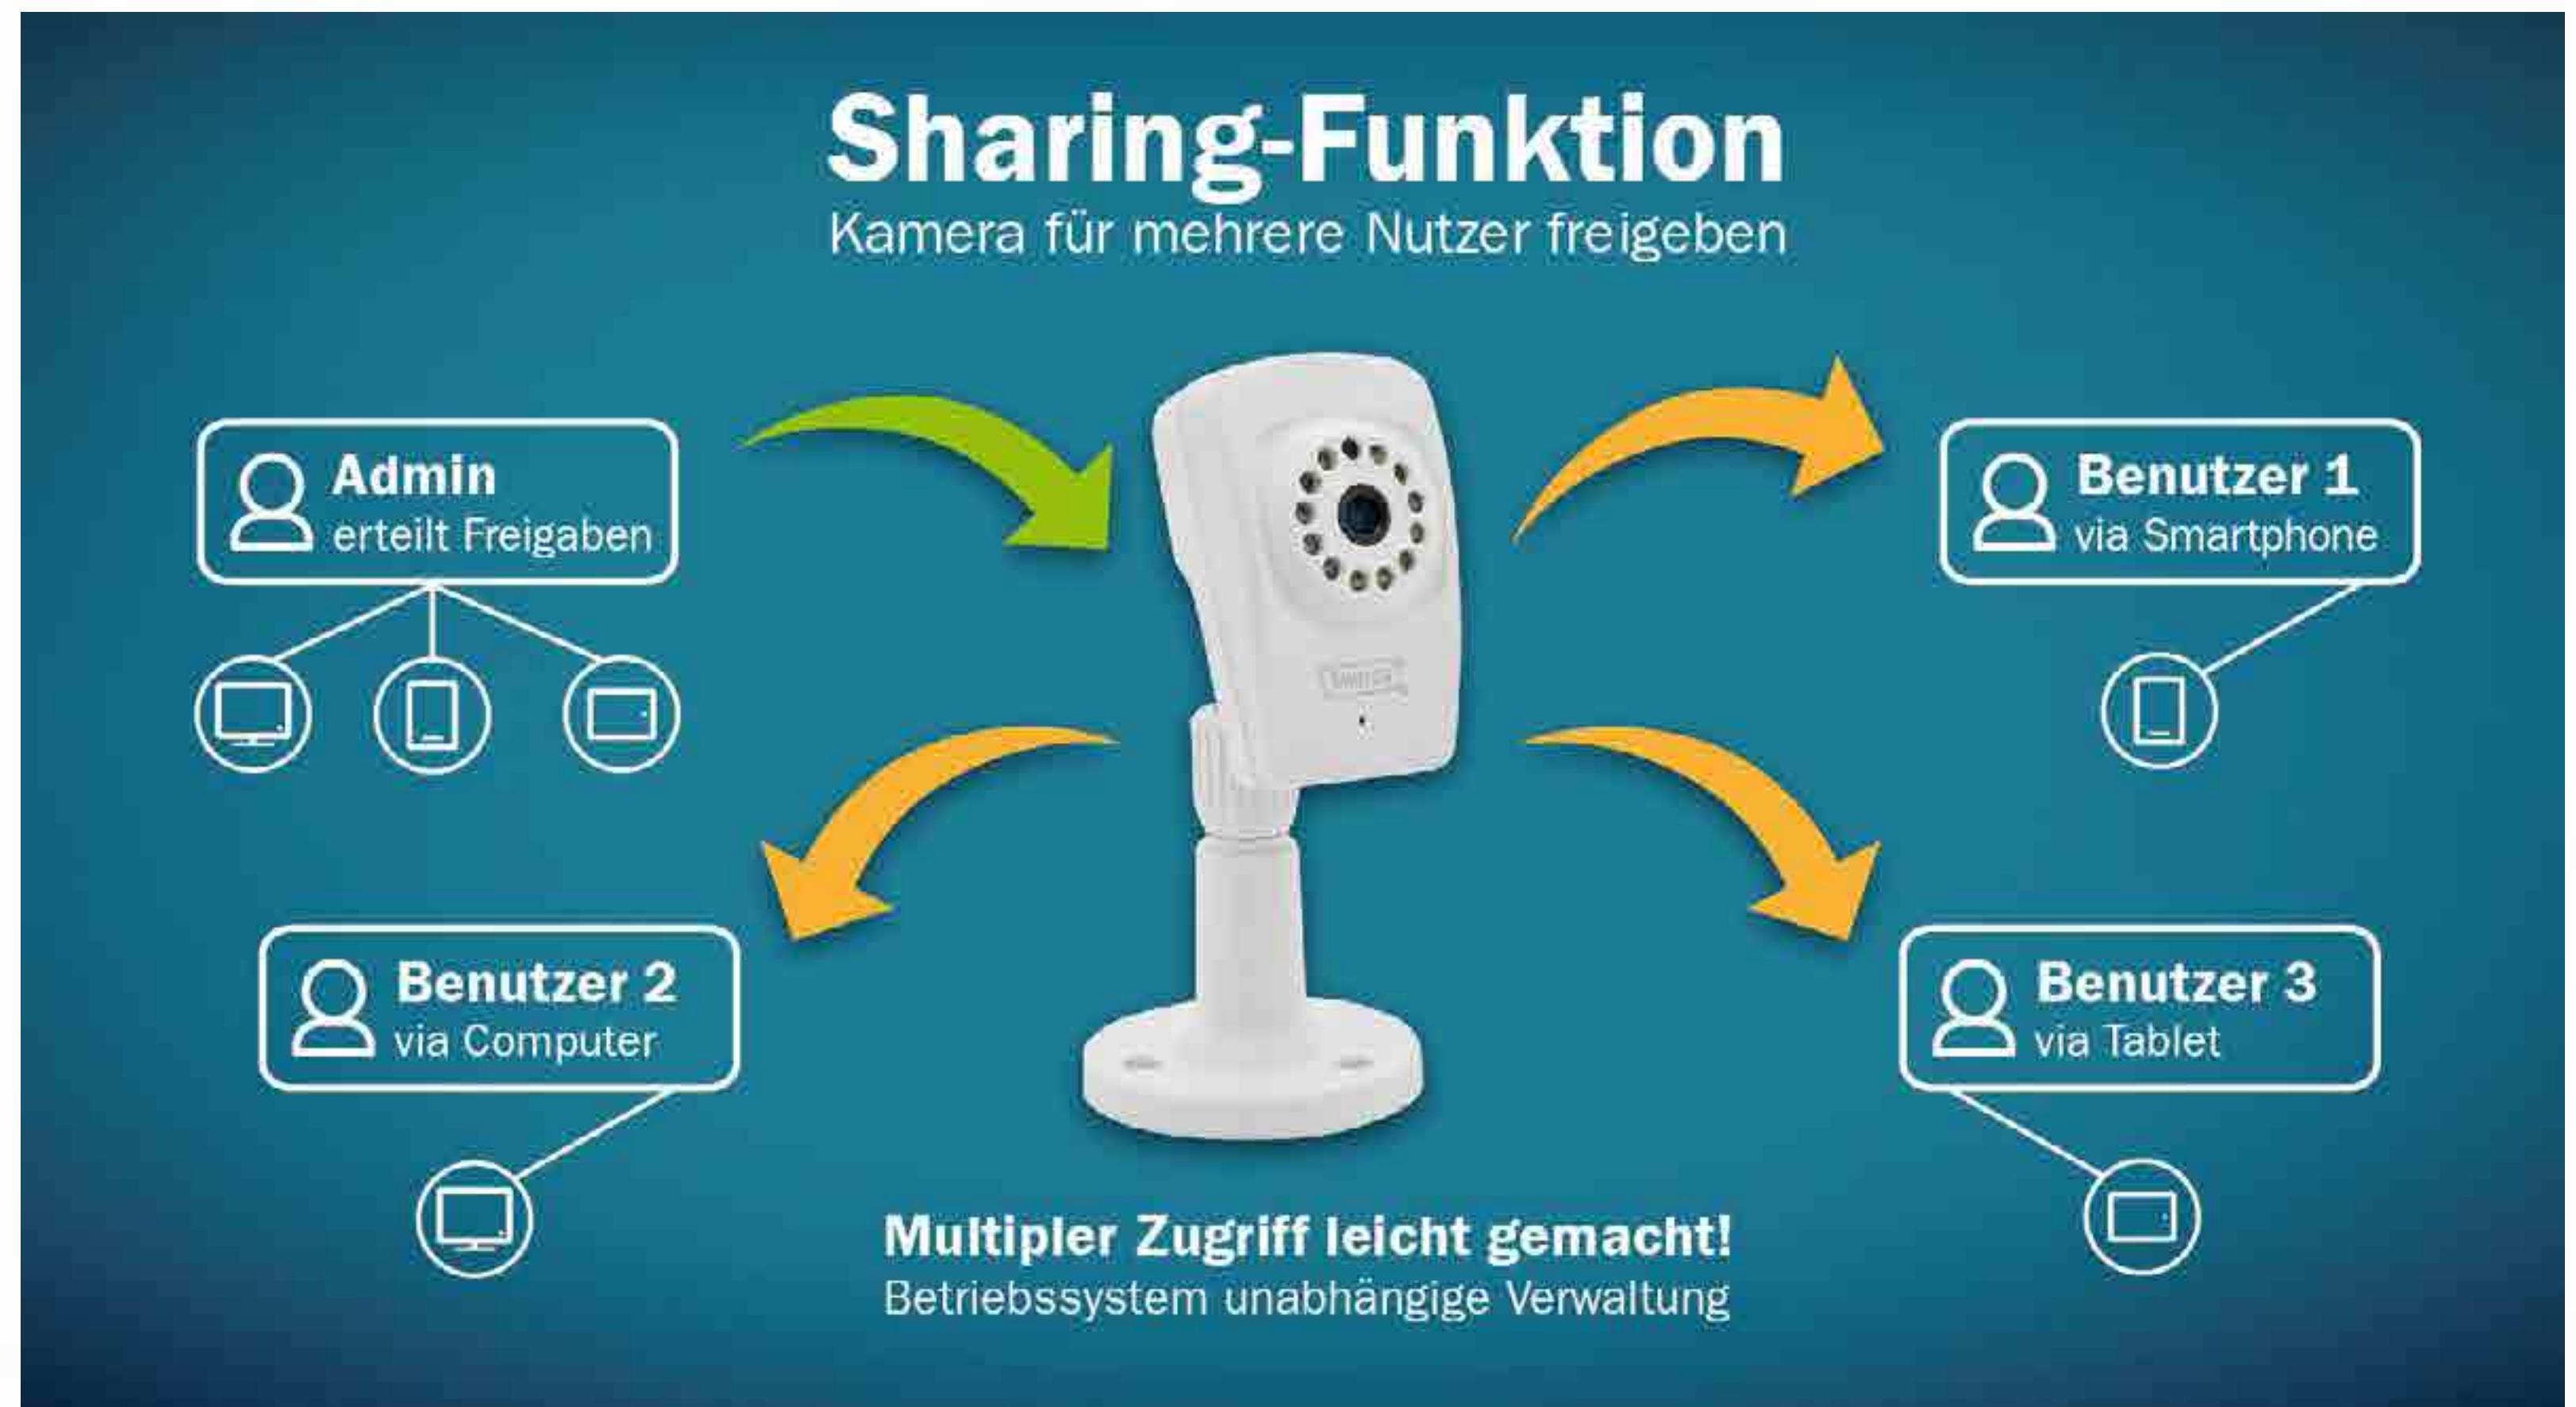 Sharing-Funktion
Kamera für mehrere Nutzer freigeben
Admin
erteilt Freigaben
Benutzer 1
via Smartphone
Benutzer 2
via Computer
Benutzer 3
via Tablet
Multipler Zugriff leicht gemacht!
Betriebssystem unabhängige Verwaltung